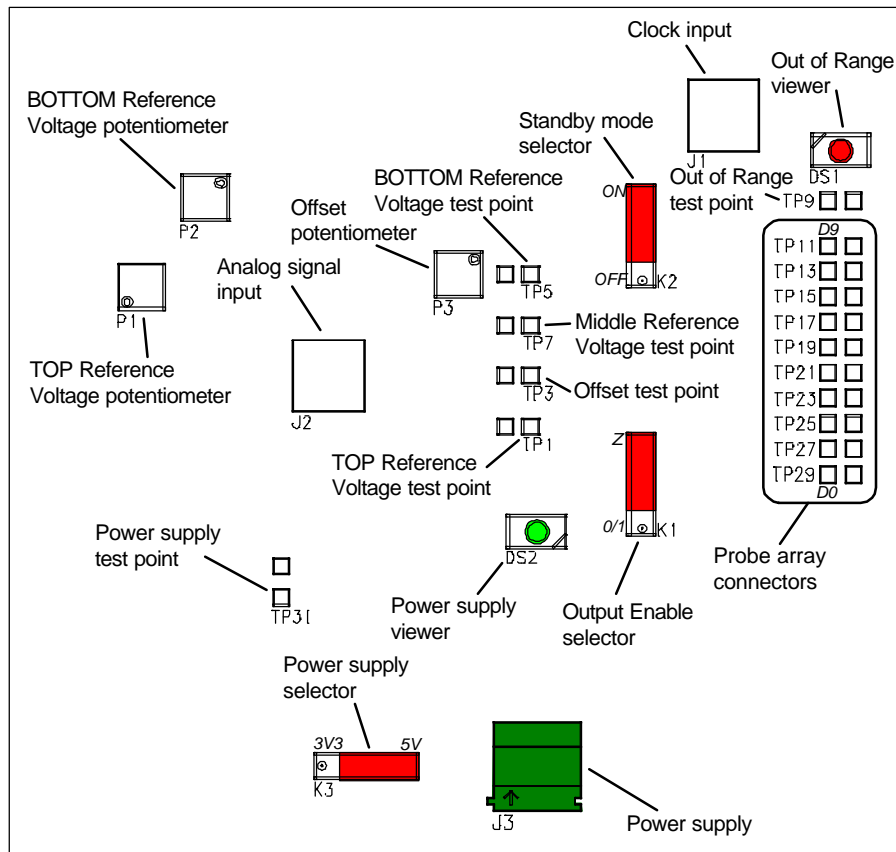 Clock input
Out of Range
viewer
BOTTOM Reference
Voltage potentiometer
Standby mode
selector
J1
DS1
BOTTOM Reference
Voltage test point
Out of Range
test point
TP9
ON
P2
Offset
potentiometer
D9
TP11
Analog signal
input
TP13
OFF
K2
TP5
P3
TP15
P1
TP17
Middle Reference
Voltage test point
TP7
TP19
TOP Reference
Voltage potentiometer
TP21
Offset test point
TP3
TP23
J2
TP1
TP25
Z
TOP Reference
Voltage test point
TP27
TP29
D0
Power supply
test point
0/1
K1
DS2
Probe array
connectors
Power supply
viewer
Output Enable
selector
Power supply
selector
3V3
5V
K3
J3
Power supply